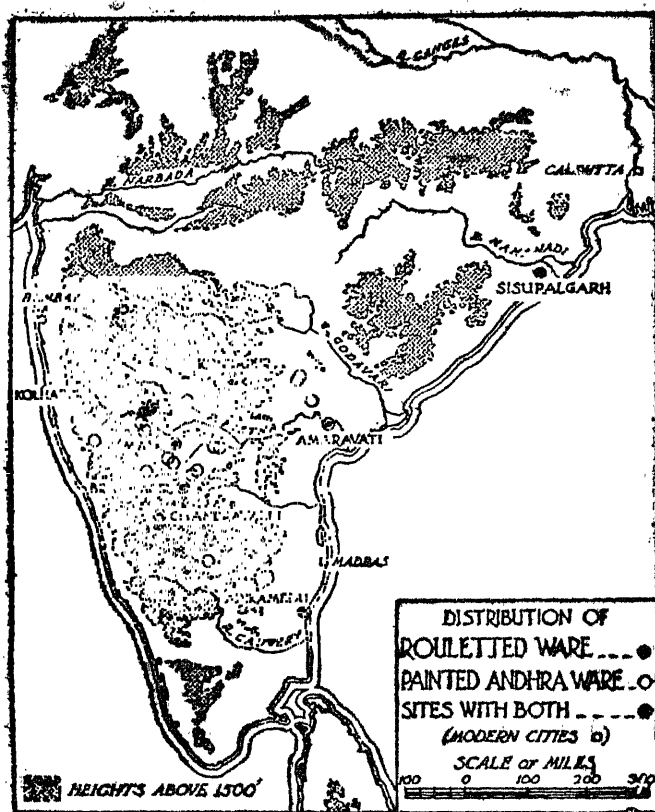 R. GANGES
CALCUTTA
R. NARBADA
R. MAHANADI
SISUPALGARH
BOMBAY
R. GODAVARI
AMARAVATI
MADRAS
R. CAUVERY
DISTRIBUTION OF
ROULETTED WARE
PAINTED ANDHRA WARE
SITES WITH BOTH
(MODERN CITIES)
SCALE OF MILES
100 0 100 200 300
HEIGHTS ABOVE 1500'